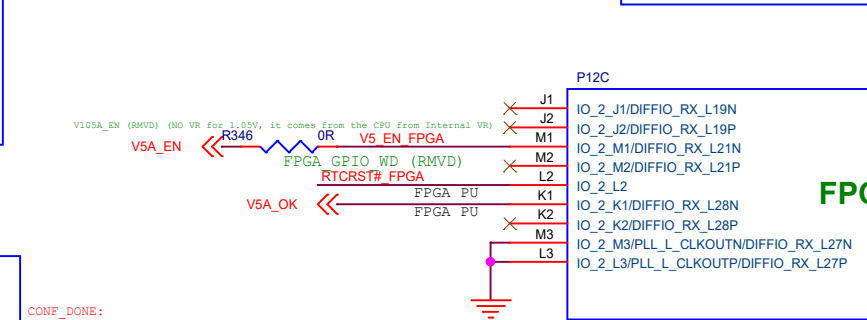 P12C
J1 IO_2_J1/DIFFIO_RX_L19N
J2 IO_2_J2/DIFFIO_RX_L19P
V105A_EN (RMVD) (NO VR for 1.05V, it comes from the CPU from Internal VR)
V5A_EN R346 0R V5_EN_FPGA M1 IO_2_M1/DIFFIO_RX_L21N
FPGA_GPIO_WD (RMVD) M2 IO_2_M2/DIFFIO_RX_L21P
RTCRST#_FPGA L2 IO_2_L2
FPGA PU
V5A_OK K1 IO_2_K1/DIFFIO_RX_L28N
FPGA PU
K2 IO_2_K2/DIFFIO_RX_L28P
M3 IO_2_M3/PLL_L_CLKOUTN/DIFFIO_RX_L27N
L3 IO_2_L3/PLL_L_CLKOUTP/DIFFIO_RX_L27P
CONF_DONE: